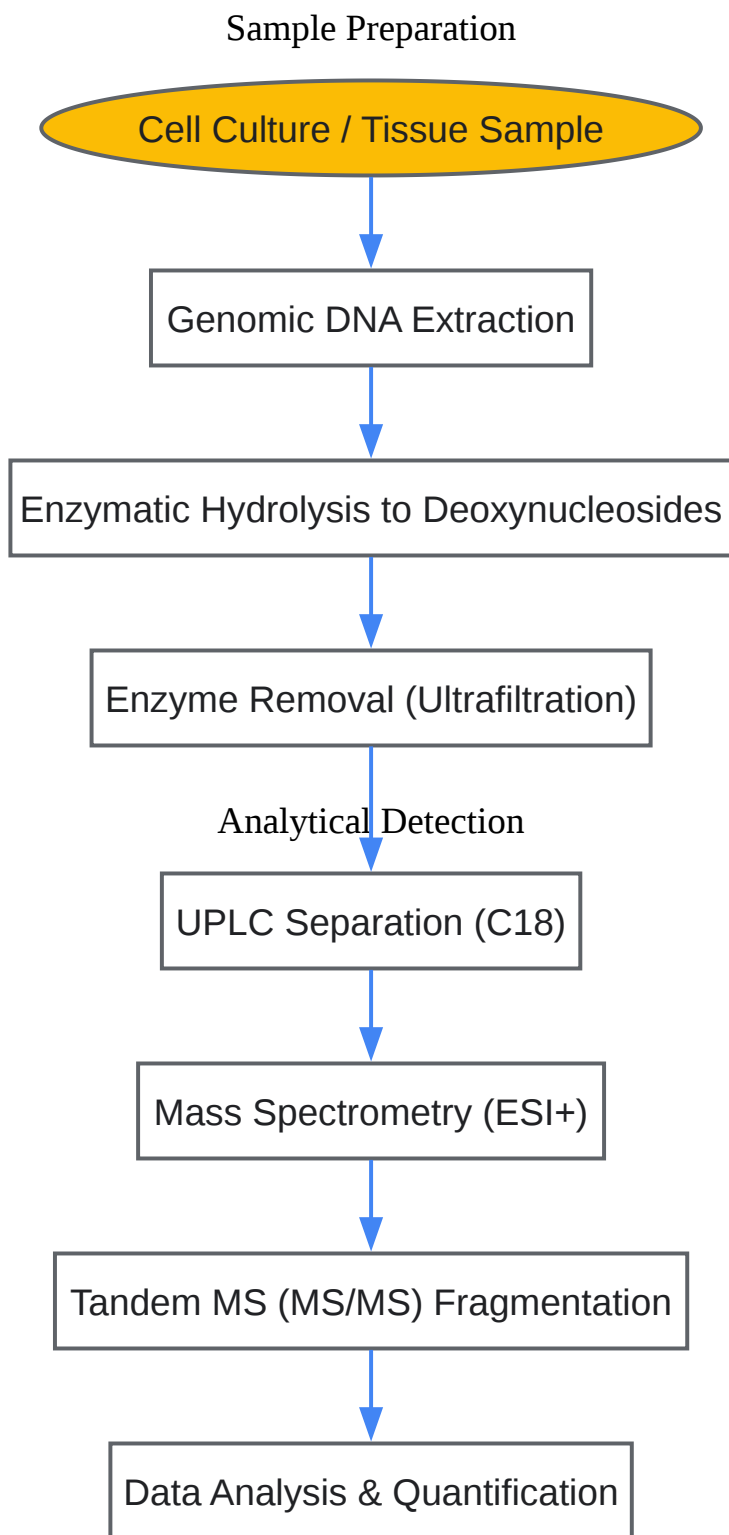 Sample Preparation
Cell Culture / Tissue Sample
Genomic DNA Extraction
Enzymatic Hydrolysis to Deoxynucleosides
Enzyme Removal (Ultrafiltration)
Analytical Detection
UPLC Separation (C18)
Mass Spectrometry (ESI+)
Tandem MS (MS/MS) Fragmentation
Data Analysis & Quantification